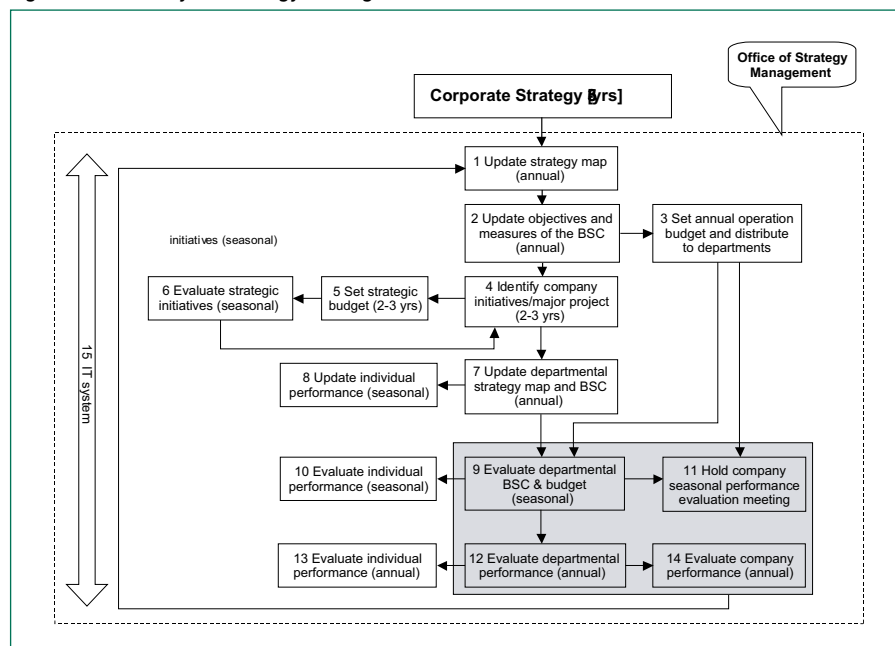 Office of Strategy
Management
Corporate Strategy yrs]
1 Update strategy map
(annual)
2 Update objectives and
measures of the BSC
(annual)
3 Set annual operation
budget and distribute
to departments
initiatives (seasonal)
6 Evaluate strategic
initiatives (seasonal)
5 Set strategic
budget (2-3 yrs)
4 Identify company
initiatives/major project
(2-3 yrs)
7 Update departmental
strategy map and BSC
(annual)
8 Update individual
performance (seasonal)
15 IT system
10 Evaluate individual
performance (seasonal)
9 Evaluate departmental
BSC & budget
(seasonal)
11 Hold company
seasonal performance
evaluation meeting
13 Evaluate individual
performance (annual)
12 Evaluate departmental
performance (annual)
14 Evaluate company
performance (annual)